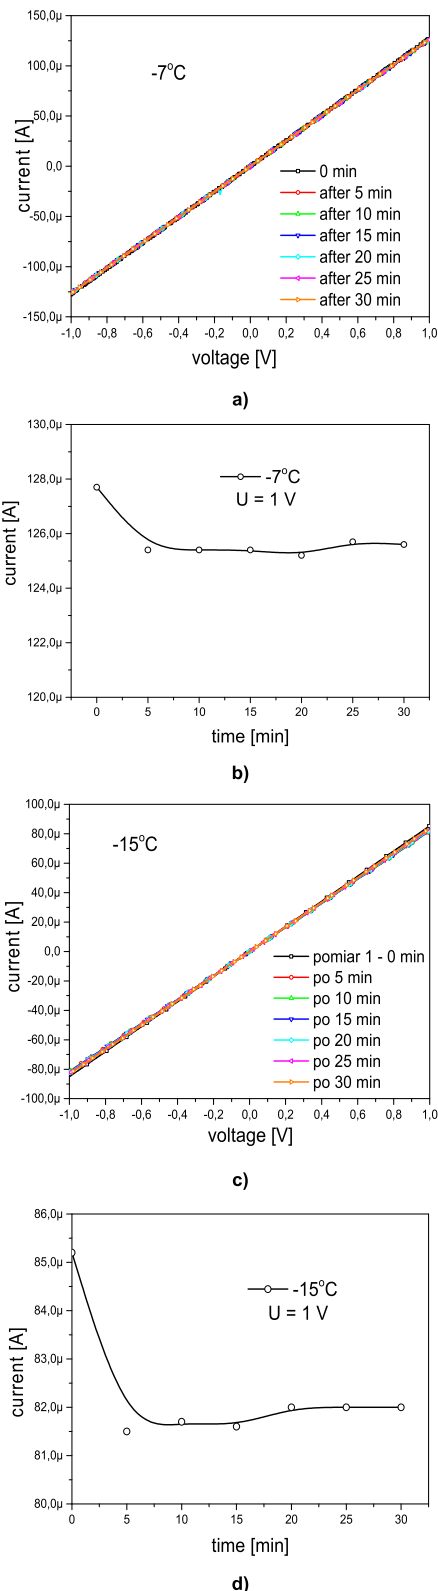 150,0µ
100,0µ
50,0µ
0,0
-50,0µ
-100,0µ
-150,0µ
current [A]
-7°C
0 min
after 5 min
after 10 min
after 15 min
after 20 min
after 25 min
after 30 min
-1,0 -0,8 -0,6 -0,4 -0,2 0,0 0,2 0,4 0,6 0,8 1,0
voltage [V]
a)
130,0µ
128,0µ
126,0µ
124,0µ
122,0µ
120,0µ
current [A]
-7°C
U = 1 V
0 5 10 15 20 25 30
time [min]
b)
100,0µ
80,0µ
60,0µ
40,0µ
20,0µ
0,0
-20,0µ
-40,0µ
-60,0µ
-80,0µ
-100,0µ
current [A]
-15°C
pomiar 1 - 0 min
po 5 min
po 10 min
po 15 min
po 20 min
po 25 min
po 30 min
-1,0 -0,8 -0,6 -0,4 -0,2 0,0 0,2 0,4 0,6 0,8 1,0
voltage [V]
c)
86,0µ
85,0µ
84,0µ
83,0µ
82,0µ
81,0µ
80,0µ
current [A]
-15°C
U = 1 V
0 5 10 15 20 25 30
time [min]
d)